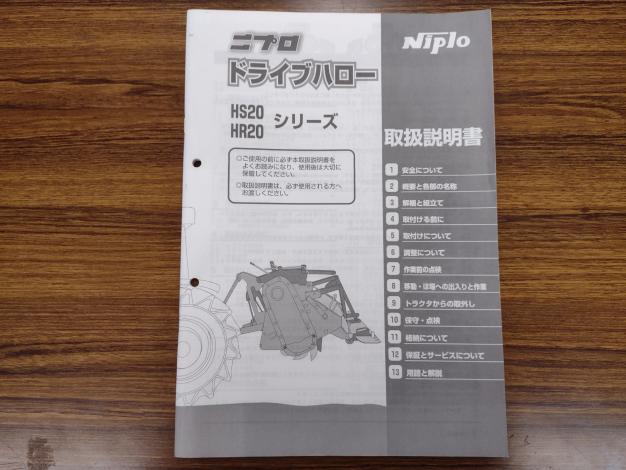 ニプロ
Niplo
ドライブハロー
HS20
HR20
シリーズ
取扱説明書
○ご使用の前に必ず本取扱説明書を
よくお読みになり、使用後は大切に
保管してください。
○取扱説明書は、必ず使用される方へ
お渡しください。
1 安全について
2 概要と各部の名称
3 解梱と組立て
4 取付ける前に
5 取付けについて
6 調整について
7 作業前の点検
8 移動・ほ場への出入りと作業
9 トラクタからの取外し
10 保守・点検
11 格納について
12 保証とサービスについて
13 用語と解説